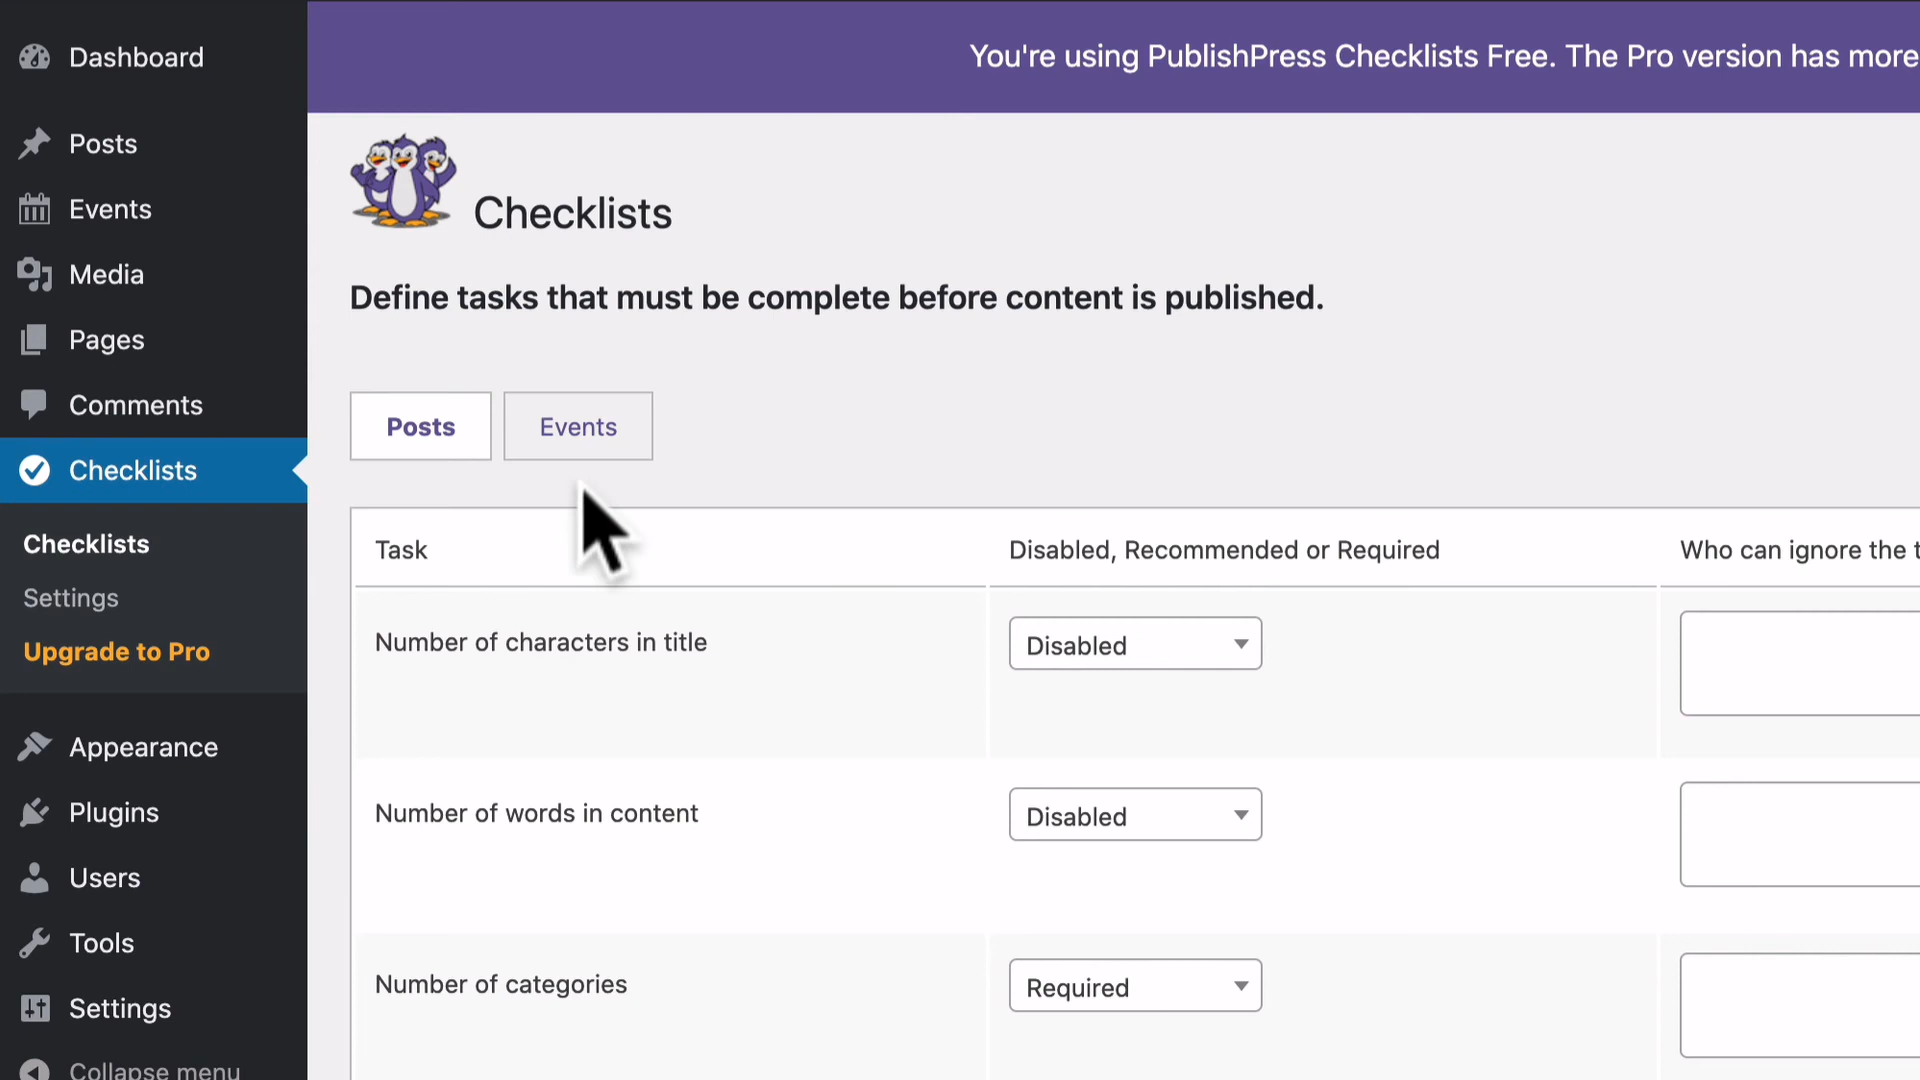 Dashboard
Posts
Events
Media
Pages
Comments
Checklists
Checklists
Settings
Upgrade to Pro
Appearance
Plugins
Users
Tools
Settings
Collapse menu
You're using PublishPress Checklists Free. The Pro version has more
Checklists
Define tasks that must be complete before content is published.
Posts Events
Task Disabled, Recommended or Required Who can ignore the t
Number of characters in title Disabled
Number of words in content Disabled
Number of categories Required